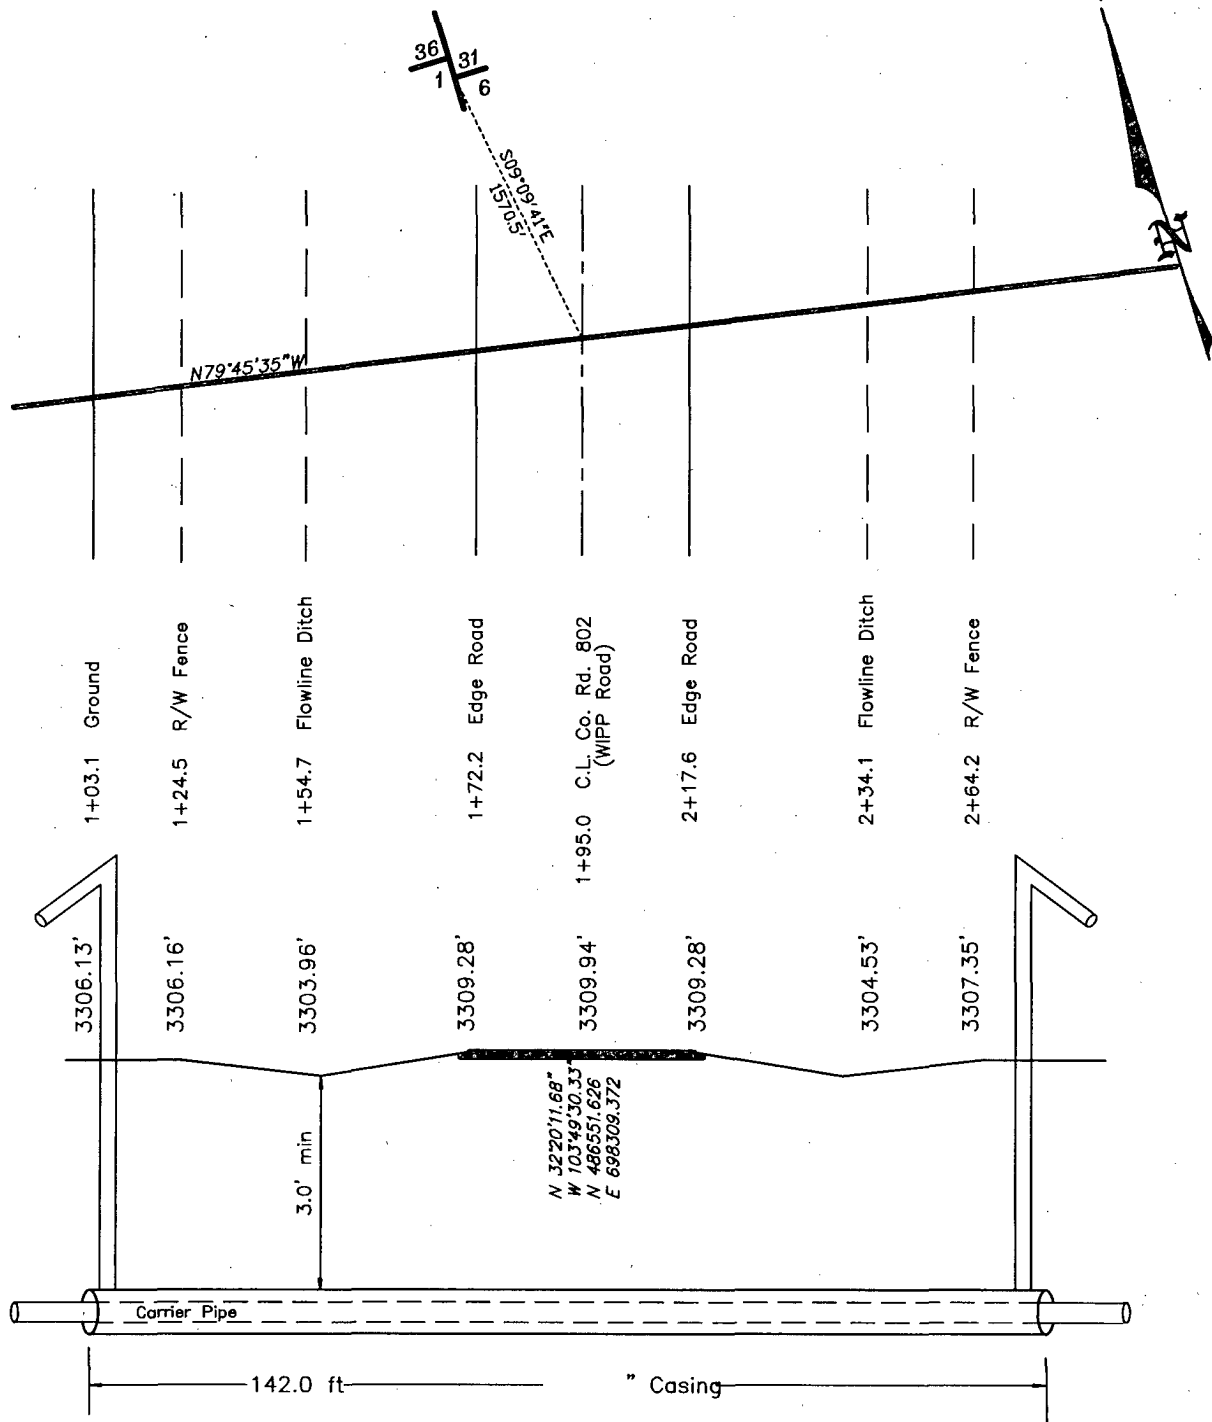 36
31
1
6
S09°09'41"E
1570.5'
N
N79°45'35"W
1+03.1 Ground
1+24.5 R/W Fence
1+54.7 Flowline Ditch
1+72.2 Edge Road
1+95.0 C.L. Co. Rd. 802
(WIPP Road)
2+17.6 Edge Road
2+34.1 Flowline Ditch
2+64.2 R/W Fence
3306.13'
3306.16'
3303.96'
3309.28'
3309.94'
3309.28'
3304.53'
3307.35'
N 32°20'11.68"
W 103°49'30.33"
N 486551.626
E 698309.372
3.0' min
Carrier Pipe
142.0 ft
" Casing